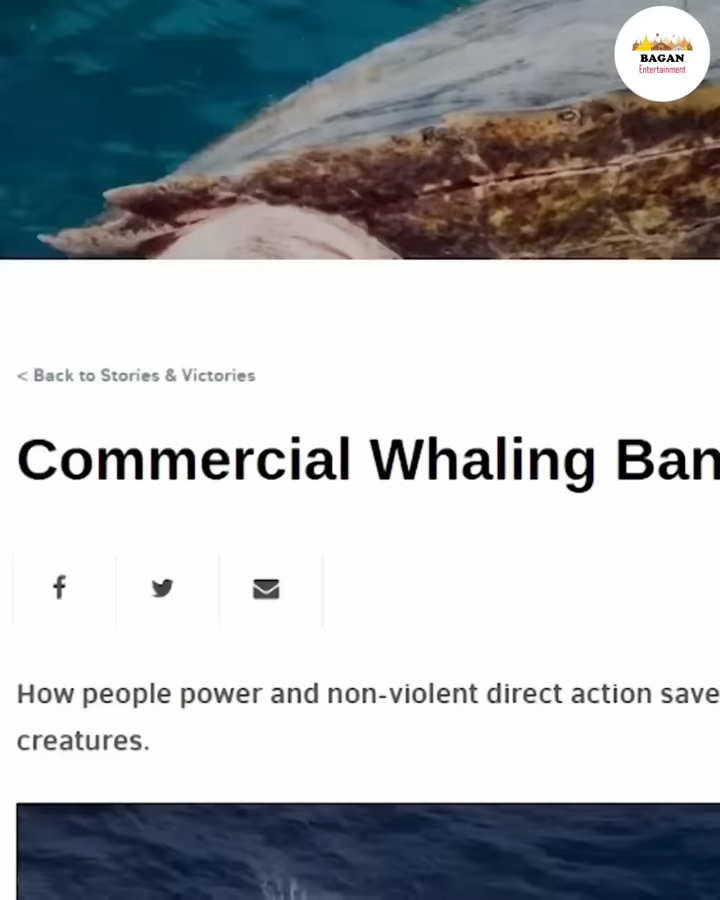 BAGAN
Entertainment
< Back to Stories & Victories
Commercial Whaling Ban
How people power and non-violent direct action save
creatures.